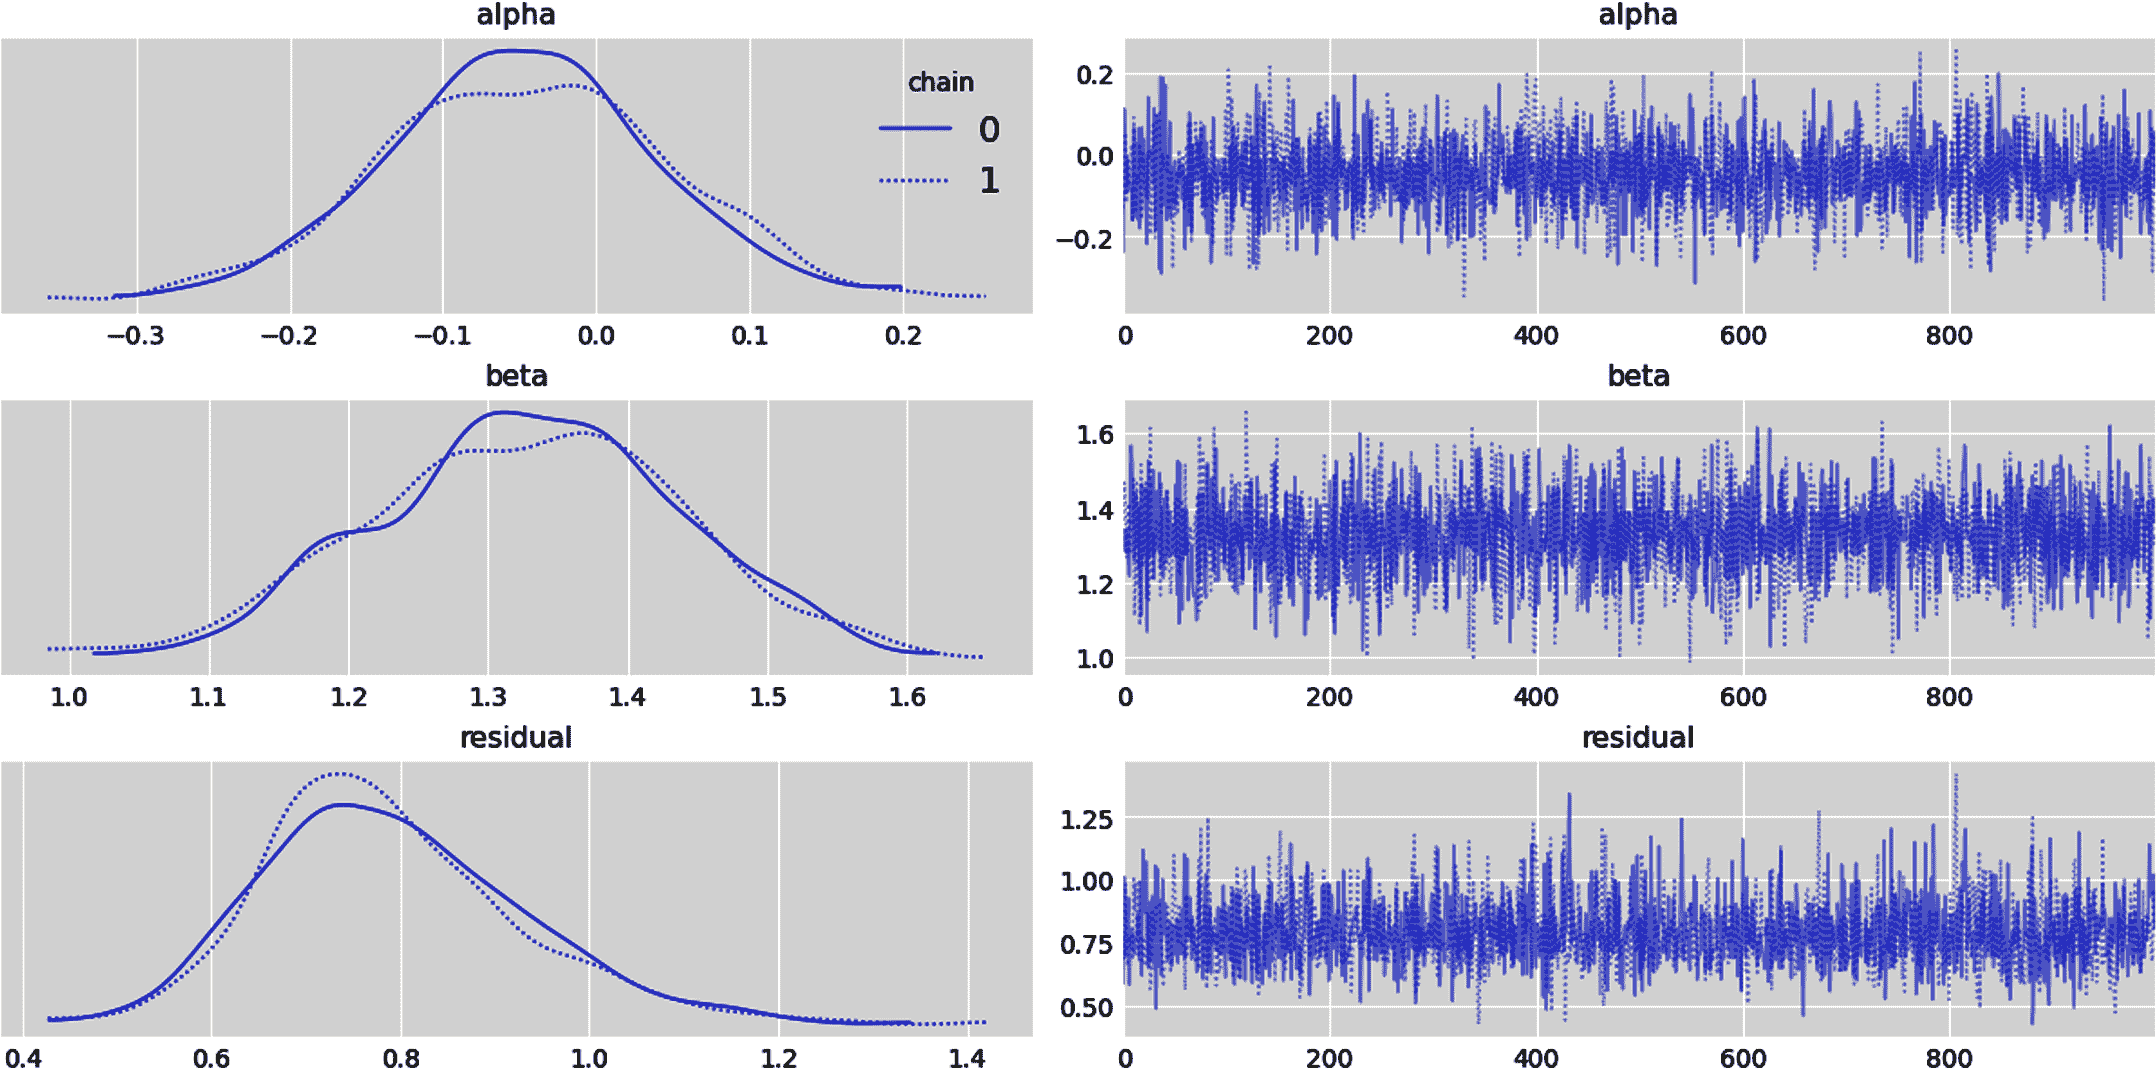 alpha
alpha
chain
0
1
−0.3 −0.2 −0.1 0.0 0.1 0.2
0.2
0.0
−0.2
0 200 400 600 800
beta
beta
1.0 1.1 1.2 1.3 1.4 1.5 1.6
1.6
1.4
1.2
1.0
0 200 400 600 800
residual
residual
0.4 0.6 0.8 1.0 1.2 1.4
1.25
1.00
0.75
0.50
0 200 400 600 800